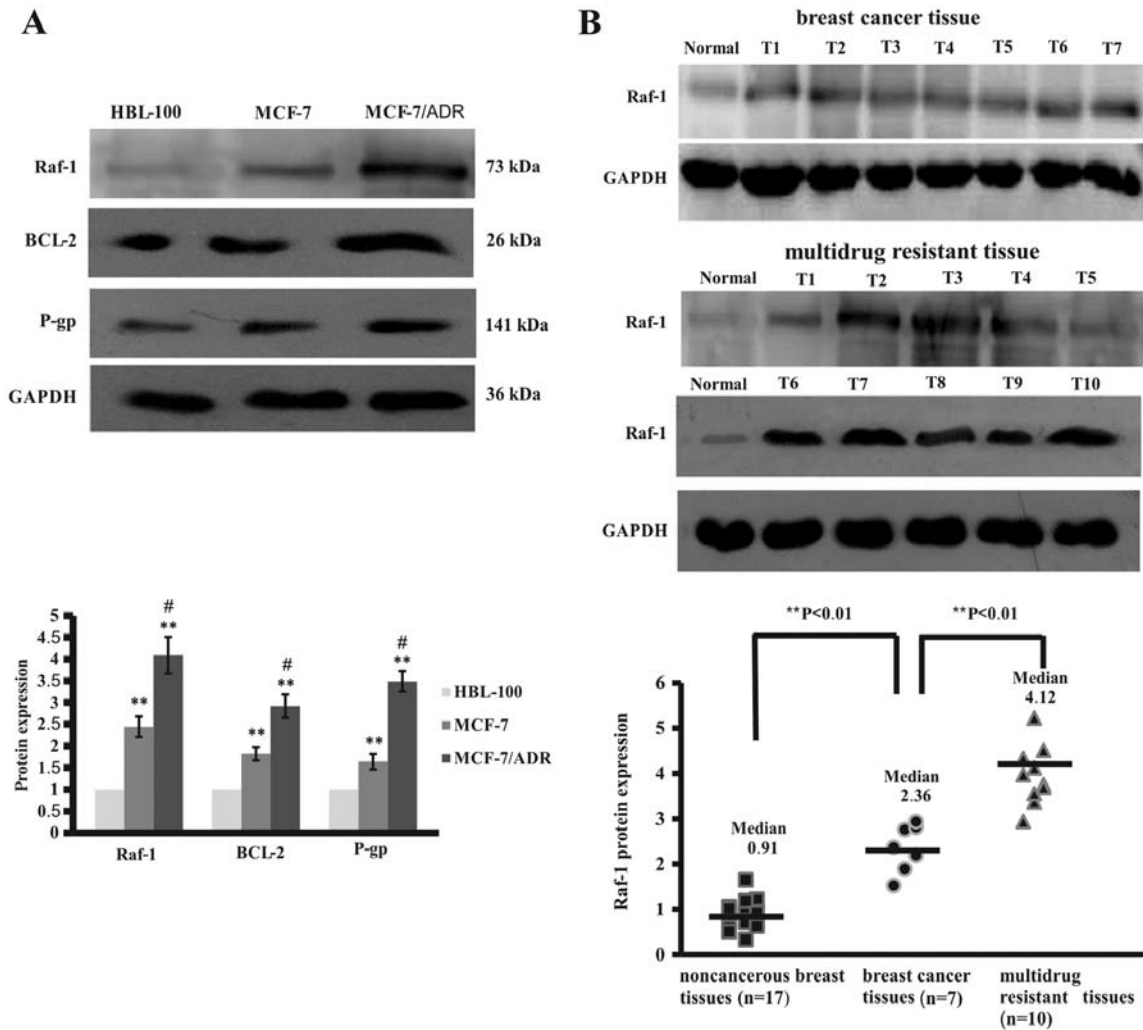 A
HBL-100 MCF-7 MCF-7/ADR
Raf-1 73 kDa
BCL-2 26 kDa
P-gp 141 kDa
GAPDH 36 kDa
Protein expression
5
4.5
4
3.5
3
2.5
2
1.5
1
0.5
0
**
#
**
**
#
**
**
#
**
Raf-1 BCL-2 P-gp
HBL-100
MCF-7
MCF-7/ADR
B
breast cancer tissue
Normal T1 T2 T3 T4 T5 T6 T7
Raf-1
GAPDH
multidrug resistant tissue
Normal T1 T2 T3 T4 T5
Raf-1
Normal T6 T7 T8 T9 T10
Raf-1
GAPDH
**P<0.01 **P<0.01
Raf-1 protein expression
6
5
4
3
2
1
0
Median
0.91
Median
2.36
Median
4.12
noncancerous breast
tissues (n=17)
breast cancer
tissues (n=7)
multidrug
resistant tissues
(n=10)